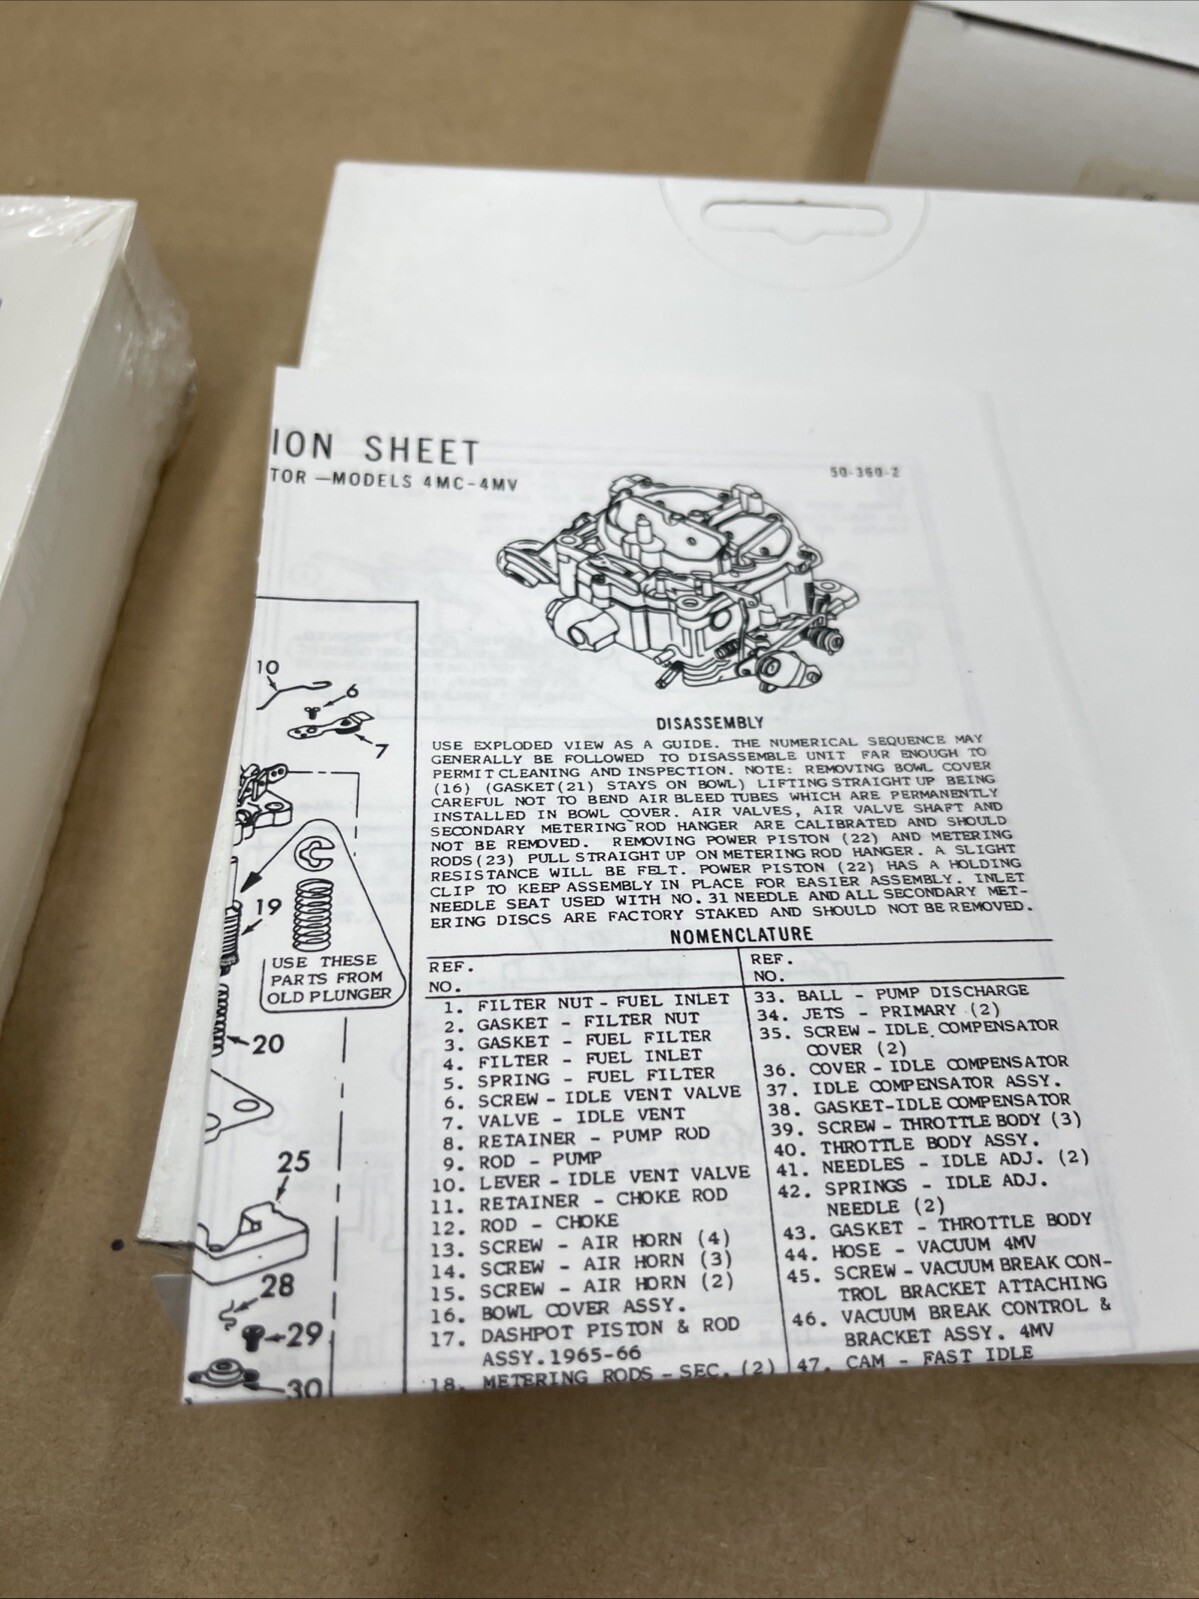 ION SHEET
TOR —MODELS 4MC-4MV
50-360-2
10
6
7
19
USE THESE
PARTS FROM
OLD PLUNGER
20
25
28
29
30
DISASSEMBLY
USE EXPLODED VIEW AS A GUIDE. THE NUMERICAL SEQUENCE MAY
GENERALLY BE FOLLOWED TO DISASSEMBLE UNIT FAR ENOUGH TO
PERMIT CLEANING AND INSPECTION. NOTE: REMOVING BOWL COVER
(16) (GASKET(21) STAYS ON BOWL) LIFTING STRAIGHT UP BEING
CAREFUL NOT TO BEND AIR BLEED TUBES WHICH ARE PERMANENTLY
INSTALLED IN BOWL COVER. AIR VALVES, AIR VALVE SHAFT AND
SECONDARY METERING ROD HANGER ARE CALIBRATED AND SHOULD
NOT BE REMOVED. REMOVING POWER PISTON (22) AND METERING
RODS(23) PULL STRAIGHT UP ON METERING ROD HANGER. A SLIGHT
RESISTANCE WILL BE FELT. POWER PISTON (22) HAS A HOLDING
CLIP TO KEEP ASSEMBLY IN PLACE FOR EASIER ASSEMBLY. INLET
NEEDLE SEAT USED WITH NO. 31 NEEDLE AND ALL SECONDARY MET-
ERING DISCS ARE FACTORY STAKED AND SHOULD NOT BE REMOVED.
NOMENCLATURE
REF.
NO.
1. FILTER NUT - FUEL INLET
2. GASKET - FILTER NUT
3. GASKET - FUEL FILTER
4. FILTER - FUEL INLET
5. SPRING - FUEL FILTER
6. SCREW - IDLE VENT VALVE
7. VALVE - IDLE VENT
8. RETAINER - PUMP ROD
9. ROD - PUMP
10. LEVER - IDLE VENT VALVE
11. RETAINER - CHOKE ROD
12. ROD - CHOKE
13. SCREW - AIR HORN (4)
14. SCREW - AIR HORN (3)
15. SCREW - AIR HORN (2)
16. BOWL COVER ASSY.
17. DASHPOT PISTON & ROD
ASSY. 1965-66
18. METERING RODS - SEC. (2)
REF.
NO.
33. BALL - PUMP DISCHARGE
34. JETS - PRIMARY (2)
35. SCREW - IDLE COMPENSATOR
COVER (2)
36. COVER - IDLE COMPENSATOR
37. IDLE COMPENSATOR ASSY.
38. GASKET-IDLE COMPENSATOR
39. SCREW - THROTTLE BODY (3)
40. THROTTLE BODY ASSY.
41. NEEDLES - IDLE ADJ. (2)
42. SPRINGS - IDLE ADJ.
NEEDLE (2)
43. GASKET - THROTTLE BODY
44. HOSE - VACUUM 4MV
45. SCREW - VACUUM BREAK CON-
TROL BRACKET ATTACHING
46. VACUUM BREAK CONTROL &
BRACKET ASSY. 4MV
47. CAM - FAST IDLE